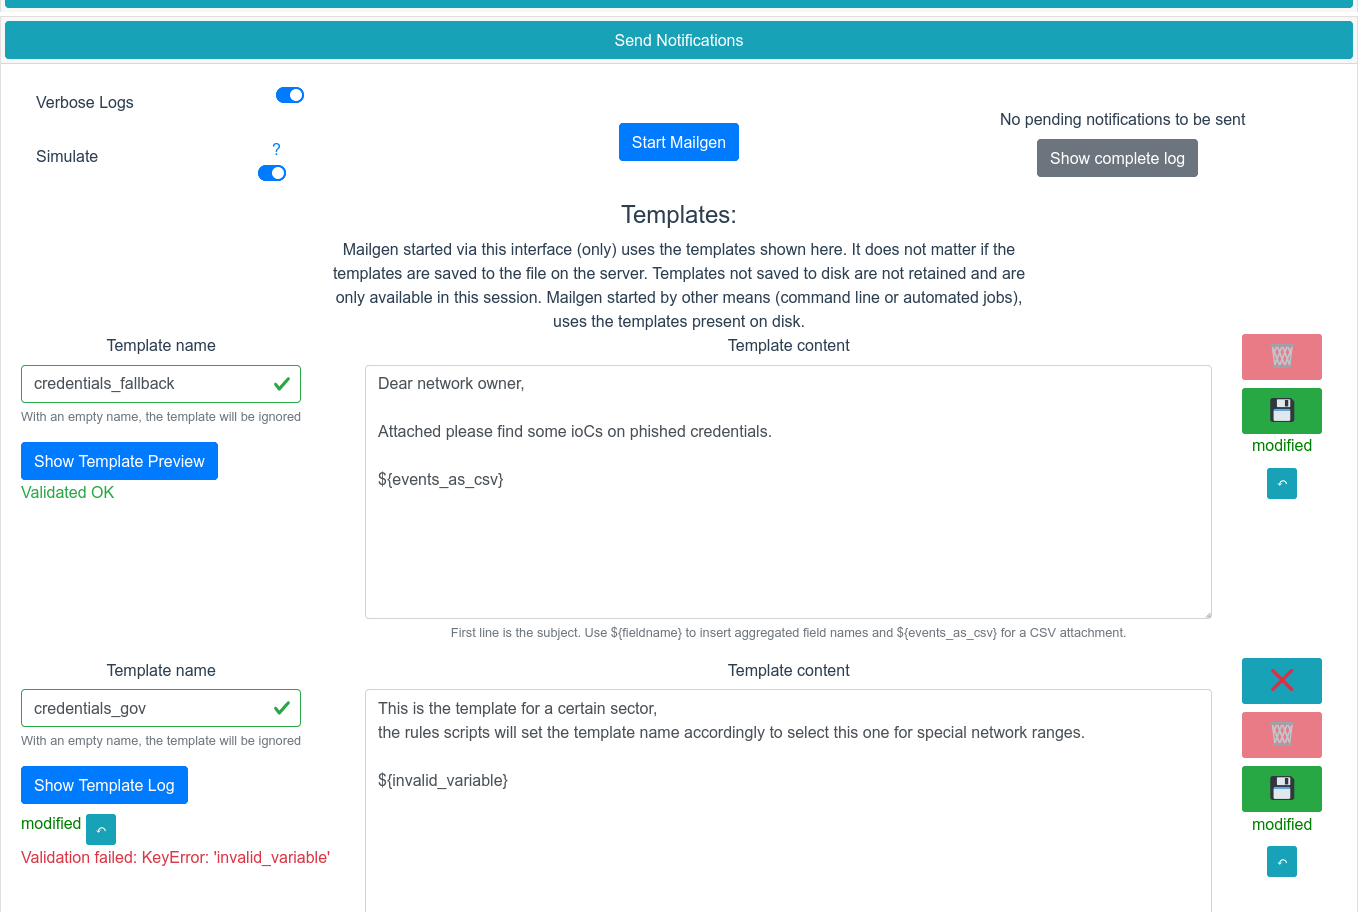 Send Notifications
Verbose Logs
Simulate
?
Start Mailgen
No pending notifications to be sent
Show complete log
Templates:
Mailgen started via this interface (only) uses the templates shown here. It does not matter if the
templates are saved to the file on the server. Templates not saved to disk are not retained and are
only available in this session. Mailgen started by other means (command line or automated jobs),
uses the templates present on disk.
Template name
credentials_fallback
With an empty name, the template will be ignored
Show Template Preview
Validated OK
Template content
Dear network owner,
Attached please find some ioCs on phished credentials.
${events_as_csv}
First line is the subject. Use ${fieldname} to insert aggregated field names and ${events_as_csv} for a CSV attachment.
modified
Template name
credentials_gov
With an empty name, the template will be ignored
Show Template Log
modified
Validation failed: KeyError: 'invalid_variable'
Template content
This is the template for a certain sector,
the rules scripts will set the template name accordingly to select this one for special network ranges.
${invalid_variable}
modified